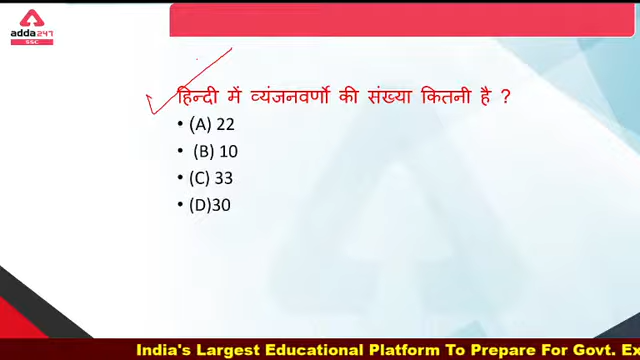 adda247
SSC
हिन्दी में व्यंजनवर्णो की संख्या कितनी है ?
• (A) 22
• (B) 10
• (C) 33
• (D)30
India's Largest Educational Platform To Prepare For Govt. Ex